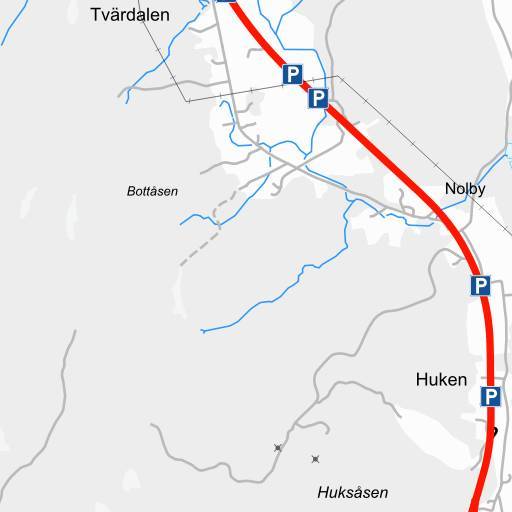 Tvärdalen
P
P
Bottåsen
Nolby
P
Huken
P
Huksåsen